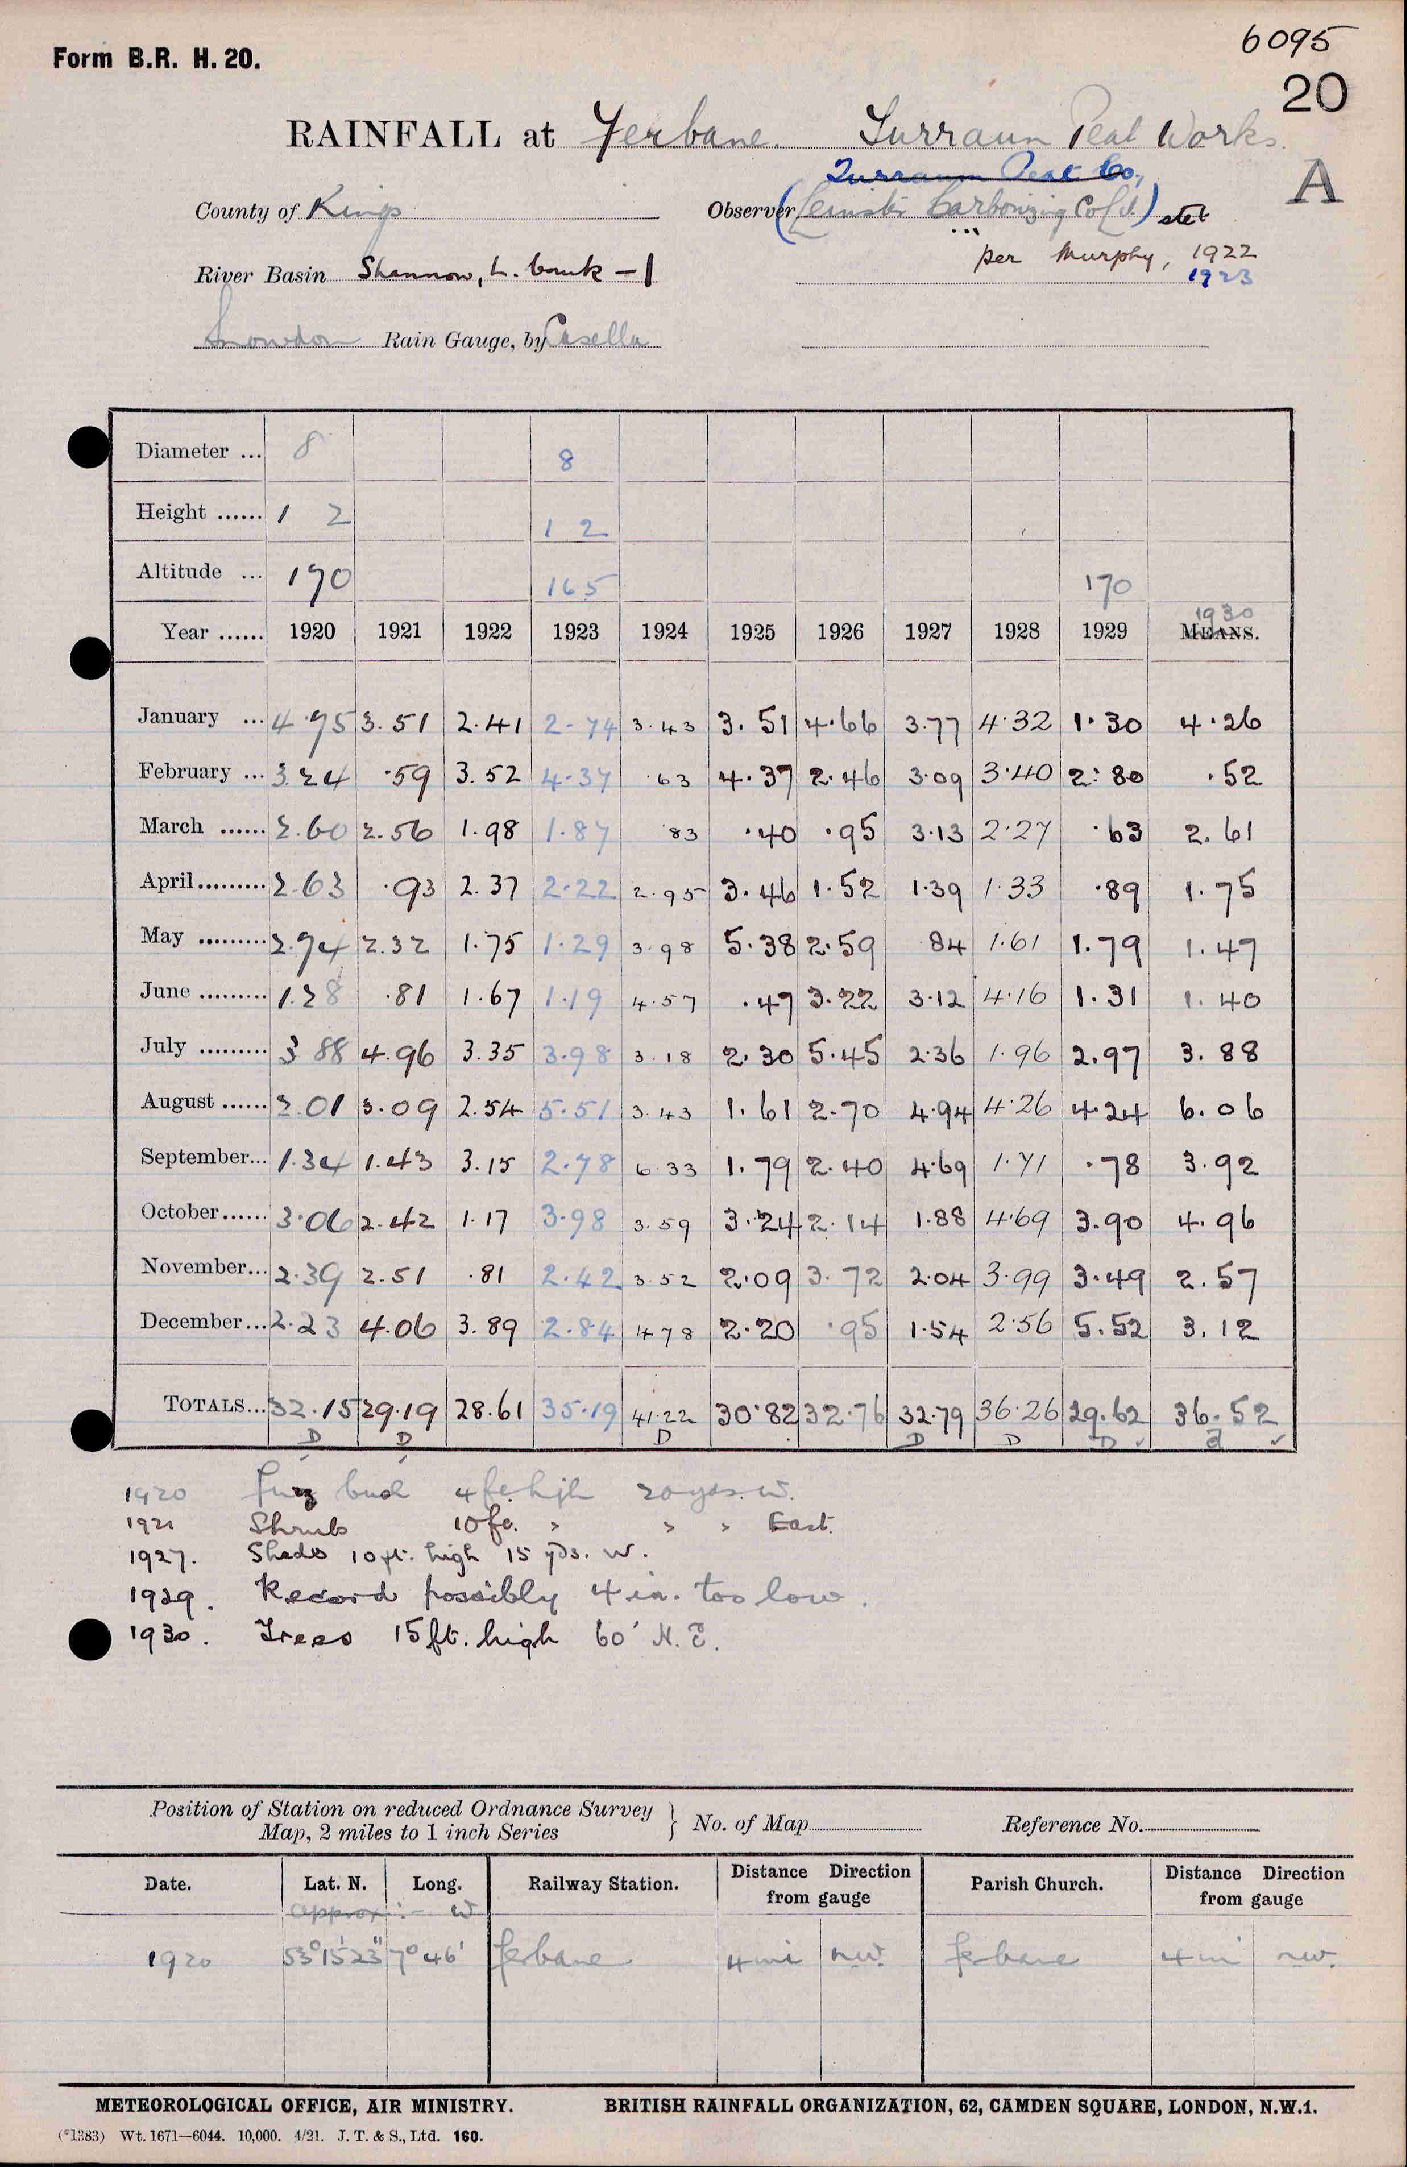 6095
Form B.R. H. 20.
20
RAINFALL at Ferbane. Turraun Peat Works.
Turraun Peat Co.,
A
County of Kings Observer (Leinster Carbonizing Co Ld.) stet
per Murphy, 1922
River Basin Shannon, L. bank - 1 1923
Snowdon Rain Gauge, by Casella
Diameter ... 8 8
Height ...... 1 2 1 2
Altitude ... 170 165 170
1930
Year ...... 1920 1921 1922 1923 1924 1925 1926 1927 1928 1929 MEANS.
January ... 4.95 3.51 2.41 2.74 3.43 3.51 4.66 3.77 4.32 1.30 4.26
February ... 3.24 .59 3.52 4.37 63 4.37 2.46 3.09 3.40 2.80 .52
March ...... 2.60 2.56 1.98 1.87 83 .40 .95 3.13 2.27 .63 2.61
April ......... 2.63 .93 2.37 2.22 2.95 3.46 1.52 1.39 1.33 .89 1.75
May ......... 2.74 2.32 1.75 1.29 3.98 5.38 2.59 84 1.61 1.79 1.47
June ......... 1.28 .81 1.67 1.19 4.57 .47 3.22 3.12 4.16 1.31 1.40
July ......... 3 88 4.96 3.35 3.98 3.18 2.30 5.45 2.36 1.96 2.97 3.88
August ...... 2.01 3.09 2.54 5.51 3.43 1.61 2.70 4.94 4.26 4.24 6.06
September... 1.34 1.43 3.15 2.78 6 33 1.79 2.40 4.69 1.71 .78 3.92
October...... 3.06 2.42 1.17 3.98 3.59 3.24 2.14 1.88 4.69 3.90 4.96
November... 2.39 2.51 .81 2.42 3 52 2.09 3.72 2.04 3.99 3.49 2.57
December... 2.23 4.06 3.89 2.84 4 78 2.20 .95 1.54 2.56 5.52 3.12
TOTALS... 32.15 29.19 28.61 35.19 41.22 30.82 32.76 32.79 36.26 29.62 36.52
D D D D D D
1920 furz bush 4 ft. high 20 yds. W.
1921 Shrub 10 ft. " " " East.
1927. Sheds 10 ft. high 15 yds. W.
1929. Record possibly 4 in. too low.
1930. Trees 15 ft. high 60' N.E.
Position of Station on reduced Ordnance Survey
Map, 2 miles to 1 inch Series } No. of Map Reference No.
Date. Lat. N. Long. Railway Station. Distance Direction from gauge Parish Church. Distance Direction from gauge
approx :- W
1920 53° 15' 23" 7° 46' Ferbane 4 mi NW. Ferbane 4 mi NW.
METEOROLOGICAL OFFICE, AIR MINISTRY. BRITISH RAINFALL ORGANIZATION, 62, CAMDEN SQUARE, LONDON, N.W.1.
(*1383) Wt. 1671—6044. 10,000. 4/21. J. T. & S., Ltd. 160.